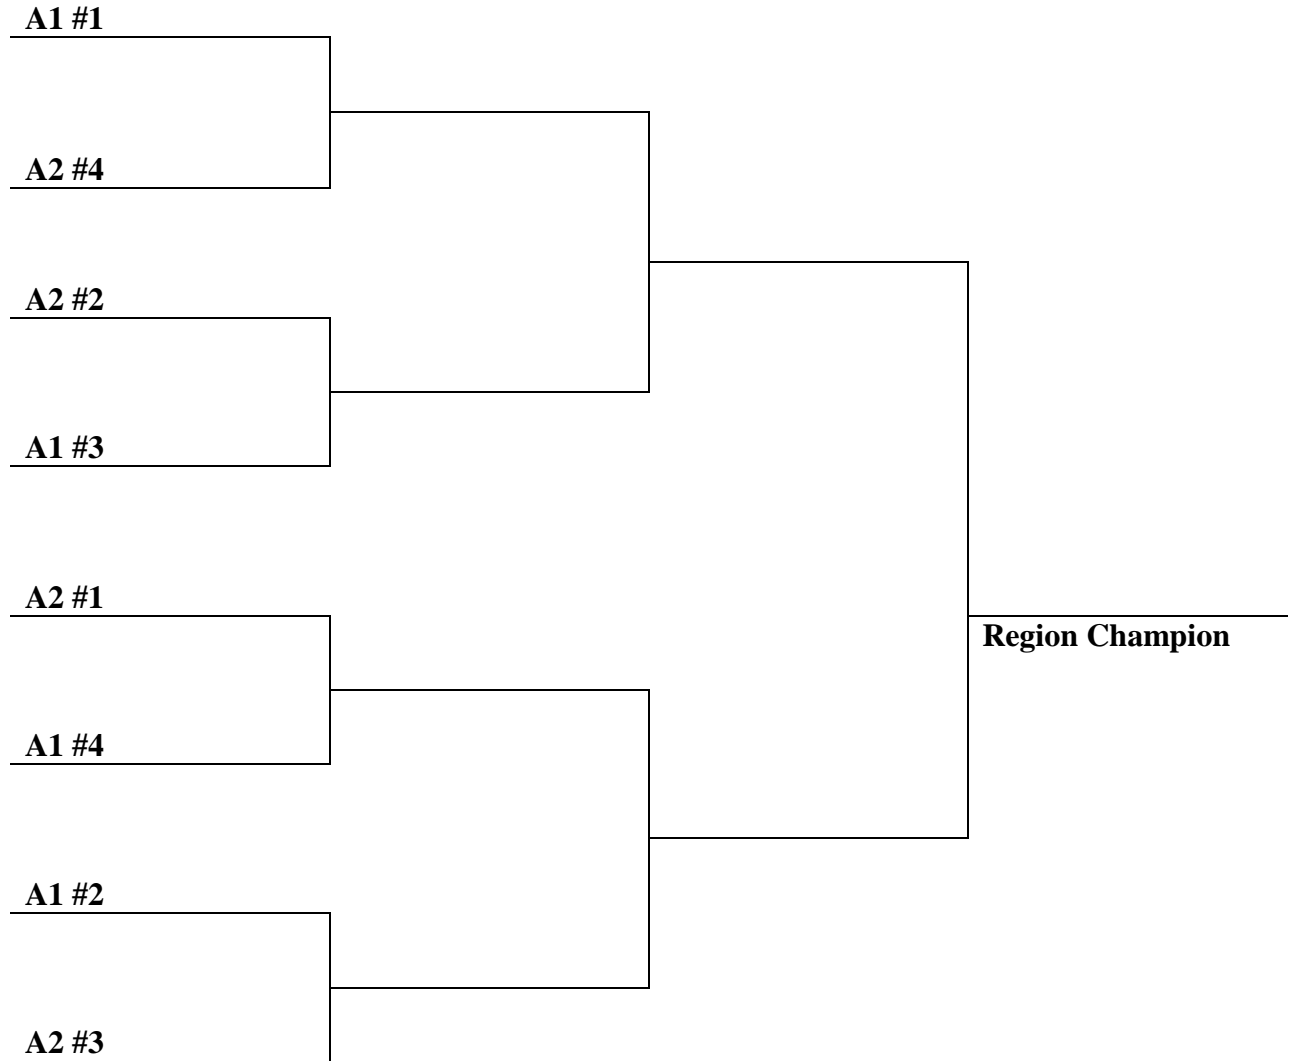 A1 #1
A2 #4
A2 #2
A1 #3
A2 #1
Region Champion
A1 #4
A1 #2
A2 #3